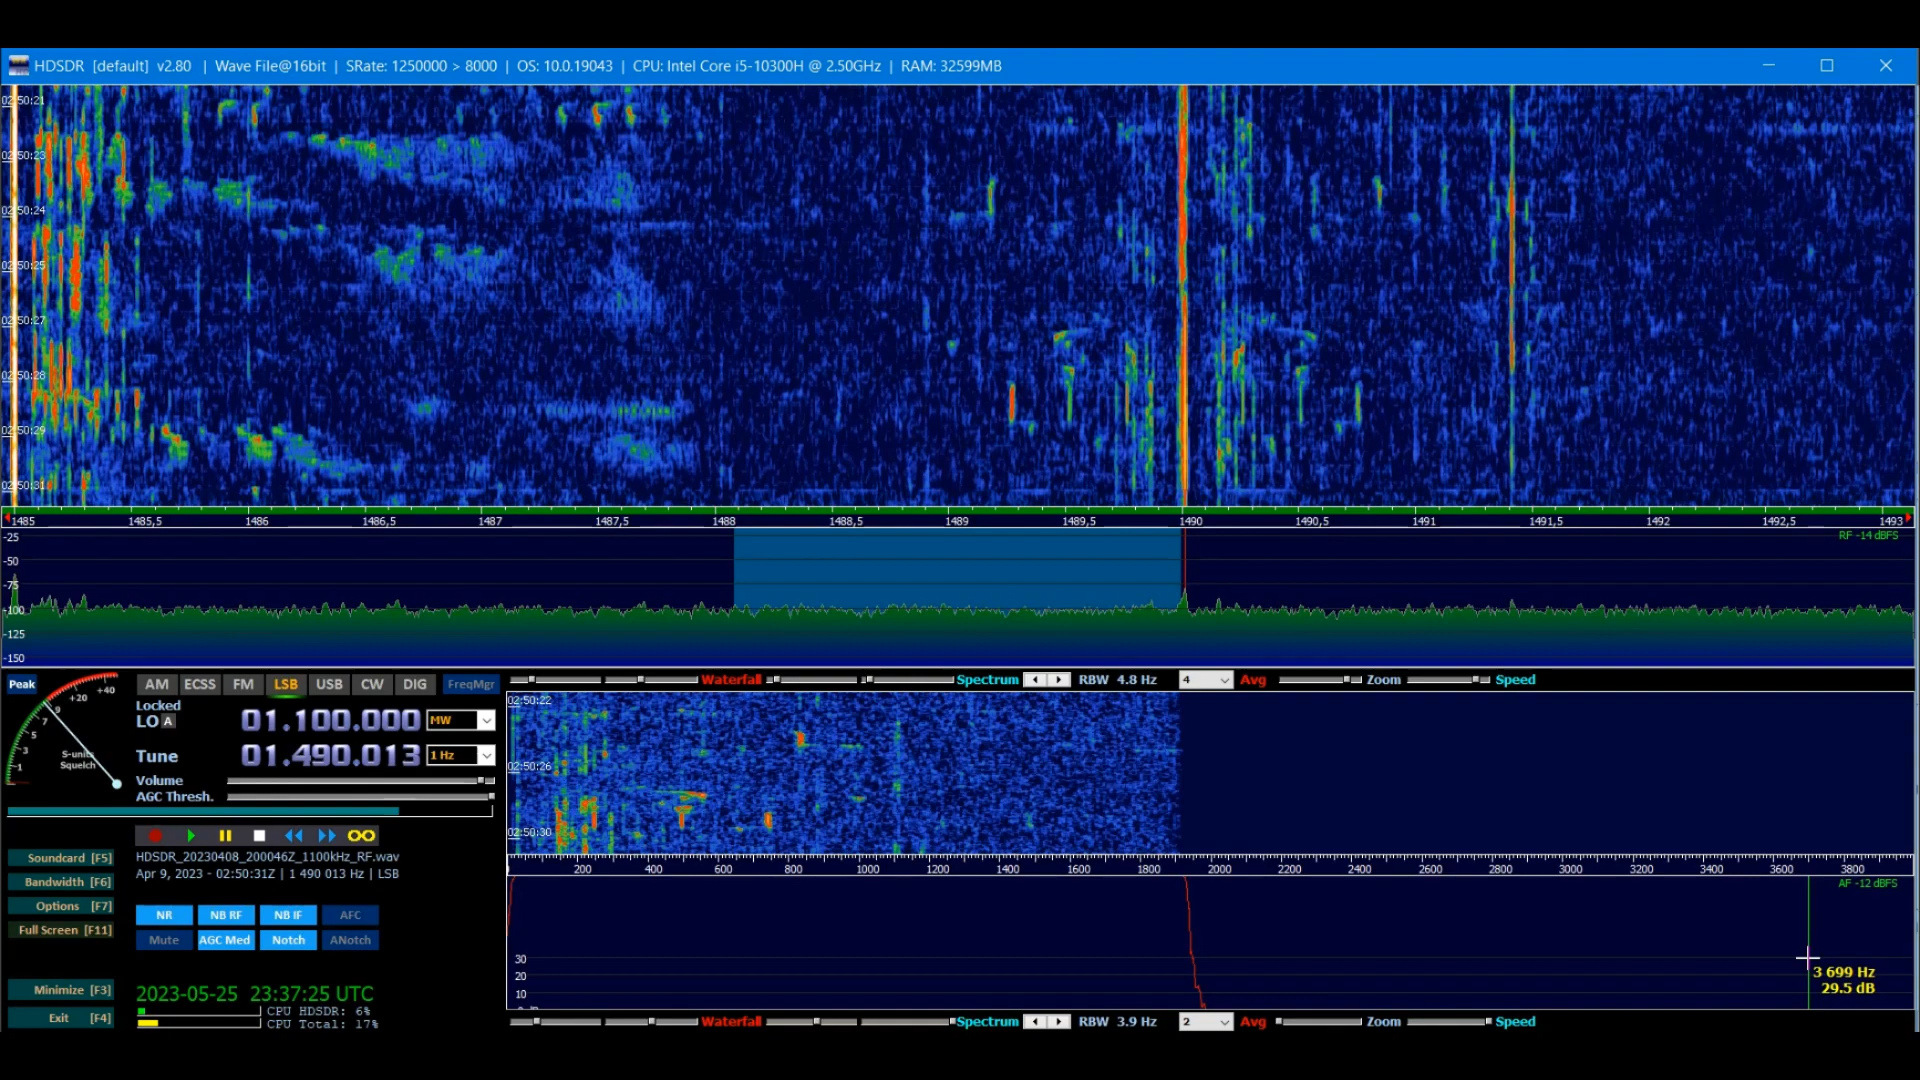 HDSDR [default] v2.80 | Wave File@16bit | SRate: 1250000 > 8000 | OS: 10.0.19043 | CPU: Intel Core i5-10300H @ 2.50GHz | RAM: 32599MB
02:50:21
02:50:23
02:50:24
02:50:25
02:50:27
02:50:28
02:50:29
02:50:31
1485 1485,5 1486 1486,5 1487 1487,5 1488 1488,5 1489 1489,5 1490 1490,5 1491 1491,5 1492 1492,5 1493
RF -14 dBFS
-25
-50
-75
-100
-125
-150
Waterfall Spectrum RBW 4.8 Hz 4 Avg Zoom Speed
Peak
+20 +40
9
7
5
3
1
S-units
Squelch
AM ECSS FM LSB USB CW DIG FreqMgr
Locked
LO A 01.100.000 MW
Tune 01.490.013 1 Hz
Volume
AGC Thresh.
HDSDR_20230408_200046Z_1100kHz_RF.wav
Apr 9, 2023 - 02:50:31Z | 1 490 013 Hz | LSB
Soundcard [F5]
Bandwidth [F6]
Options [F7]
Full Screen [F11]
NR NB RF NB IF AFC
Mute AGC Med Notch ANotch
Minimize [F3]
Exit [F4]
2023-05-25 23:37:25 UTC
CPU HDSDR: 6%
CPU Total: 17%
02:50:22
02:50:26
02:50:30
200 400 600 800 1000 1200 1400 1600 1800 2000 2200 2400 2600 2800 3000 3200 3400 3600 3800
AF -12 dBFS
30
20
10
3 699 Hz
29.5 dB
Waterfall Spectrum RBW 3.9 Hz 2 Avg Zoom Speed